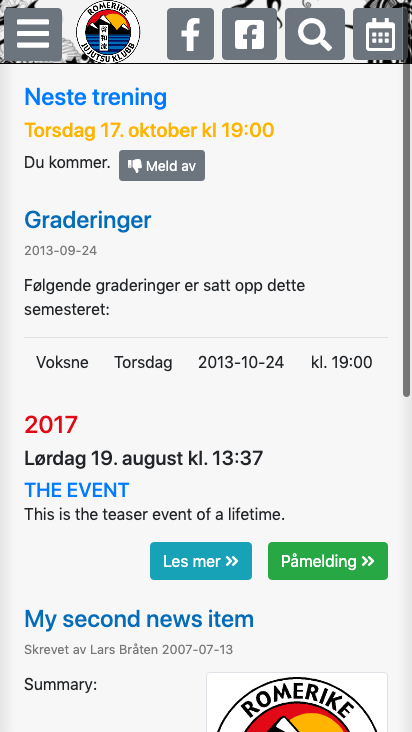 ROMERIKE
JUJUTSU KLUBB
Neste trening
Torsdag 17. oktober kl 19:00
Du kommer. Meld av
Graderinger
2013-09-24
Følgende graderinger er satt opp dette
semesteret:
Voksne Torsdag 2013-10-24 kl. 19:00
2017
Lørdag 19. august kl. 13:37
THE EVENT
This is the teaser event of a lifetime.
Les mer Påmelding
My second news item
Skrevet av Lars Bråten 2007-07-13
Summary:
ROMERIKE